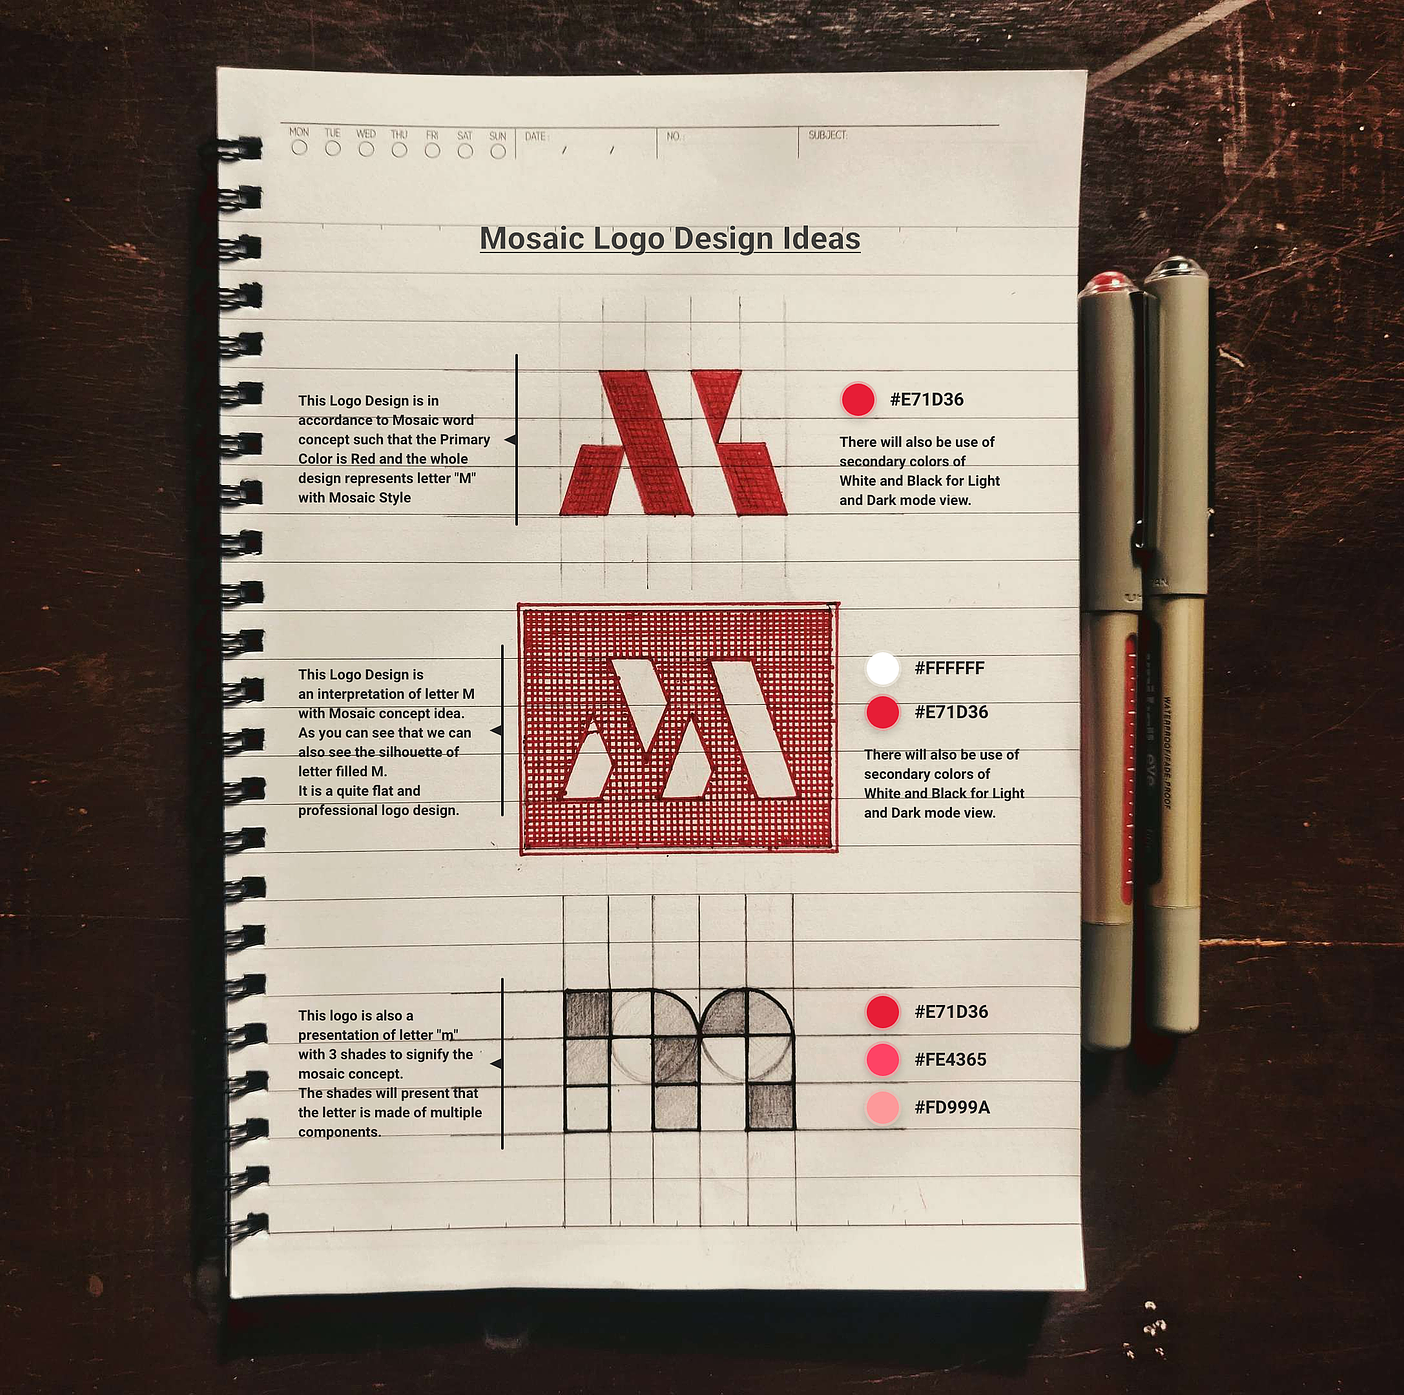 MON TUE WED THU FRI SAT SUN DATE: / / NO.: SUBJECT:
Mosaic Logo Design Ideas
This Logo Design is in
accordance to Mosaic word
concept such that the Primary
Color is Red and the whole
design represents letter "M"
with Mosaic Style
#E71D36
There will also be use of
secondary colors of
White and Black for Light
and Dark mode view.
This Logo Design is
an interpretation of letter M
with Mosaic concept idea.
As you can see that we can
also see the silhouette of
letter filled M.
It is a quite flat and
professional logo design.
#FFFFFF
#E71D36
There will also be use of
secondary colors of
White and Black for Light
and Dark mode view.
This logo is also a
presentation of letter "m"
with 3 shades to signify the
mosaic concept.
The shades will present that
the letter is made of multiple
components.
#E71D36
#FE4365
#FD999A
WATERPROOF/FADE-PROOF
eye